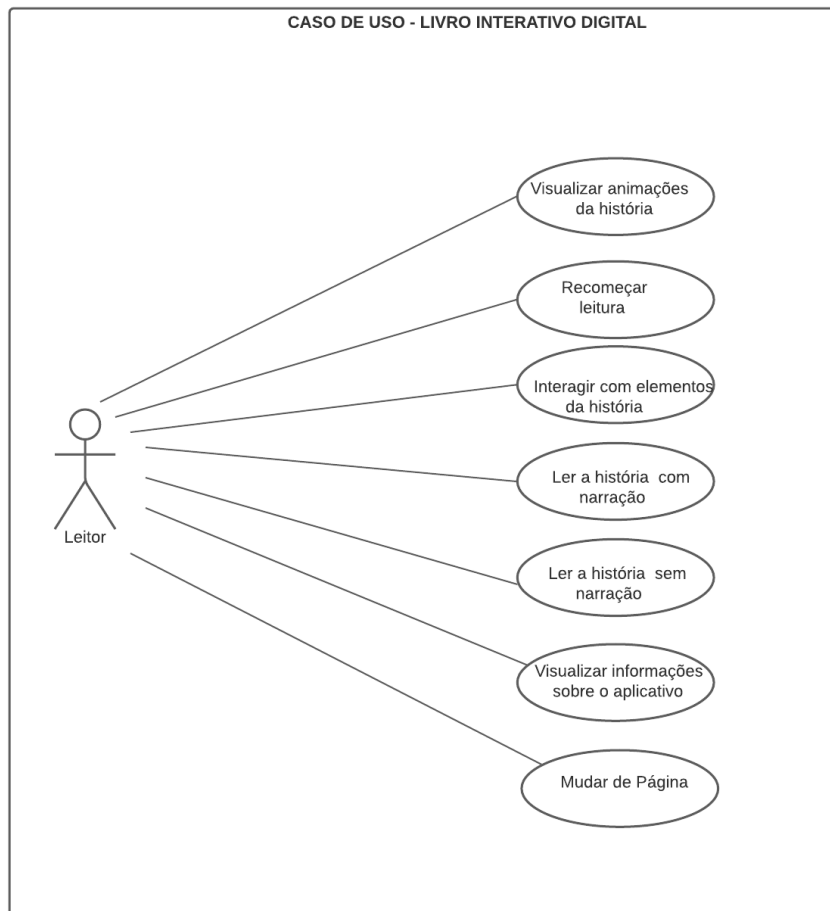 CASO DE USO - LIVRO INTERATIVO DIGITAL
Visualizar animações
da história
Recomeçar
leitura
Interagir com elementos
da história
Ler a história com
narração
Leitor
Ler a história sem
narração
Visualizar informações
sobre o aplicativo
Mudar de Página